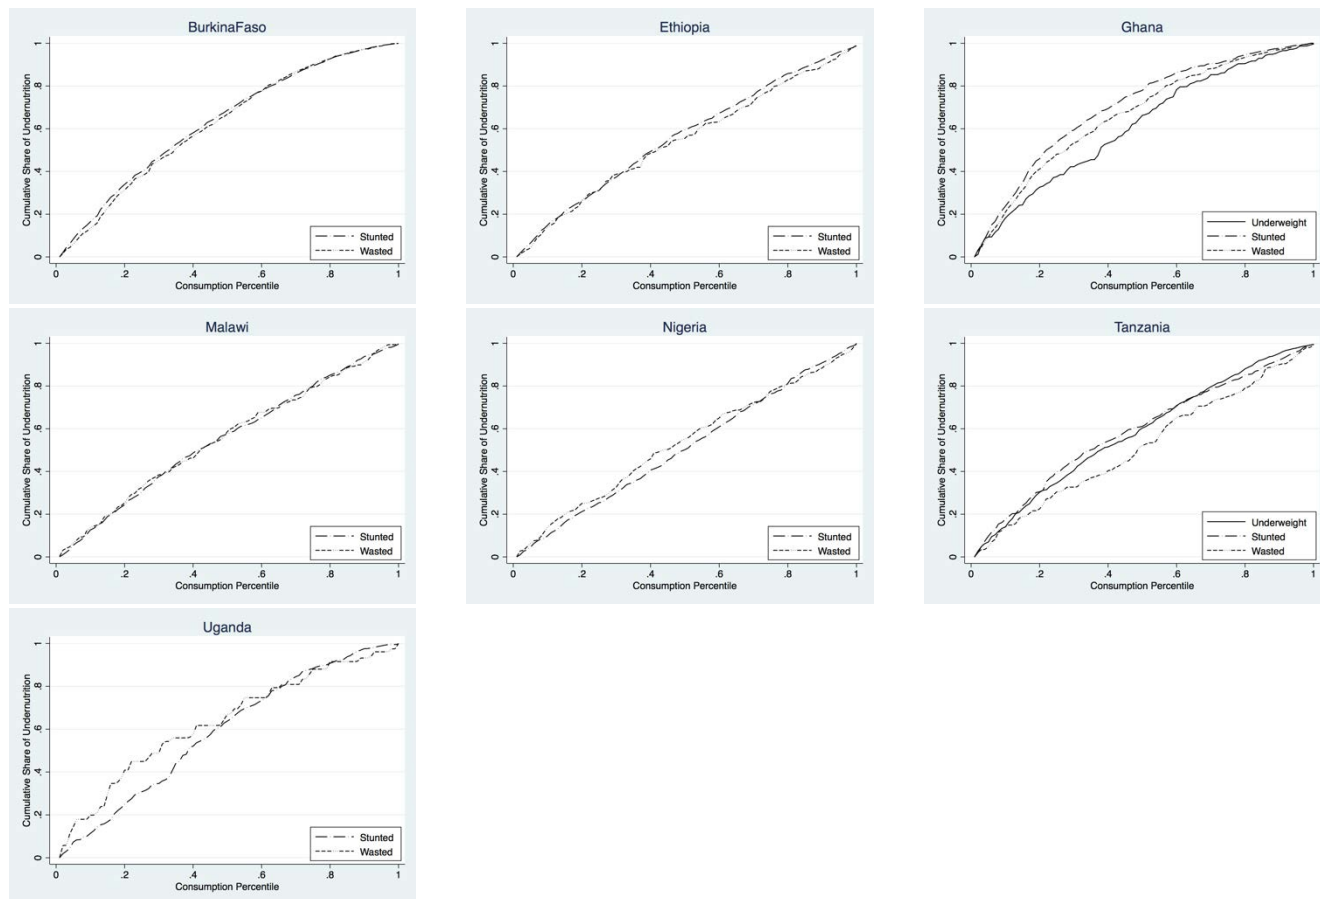 BurkinaFaso
Cumulative Share of Undernutrition
0 .2 .4 .6 .8 1
Stunted
Wasted
0 .2 .4 .6 .8 1
Consumption Percentile
Ethiopia
Cumulative Share of Undernutrition
0 .2 .4 .6 .8 1
Stunted
Wasted
0 .2 .4 .6 .8 1
Consumption Percentile
Ghana
Cumulative Share of Undernutrition
0 .2 .4 .6 .8 1
Underweight
Stunted
Wasted
0 .2 .4 .6 .8 1
Consumption Percentile
Malawi
Cumulative Share of Undernutrition
0 .2 .4 .6 .8 1
Stunted
Wasted
0 .2 .4 .6 .8 1
Consumption Percentile
Nigeria
Cumulative Share of Undernutrition
0 .2 .4 .6 .8 1
Stunted
Wasted
0 .2 .4 .6 .8 1
Consumption Percentile
Tanzania
Cumulative Share of Undernutrition
0 .2 .4 .6 .8 1
Underweight
Stunted
Wasted
0 .2 .4 .6 .8 1
Consumption Percentile
Uganda
Cumulative Share of Undernutrition
0 .2 .4 .6 .8 1
Stunted
Wasted
0 .2 .4 .6 .8 1
Consumption Percentile